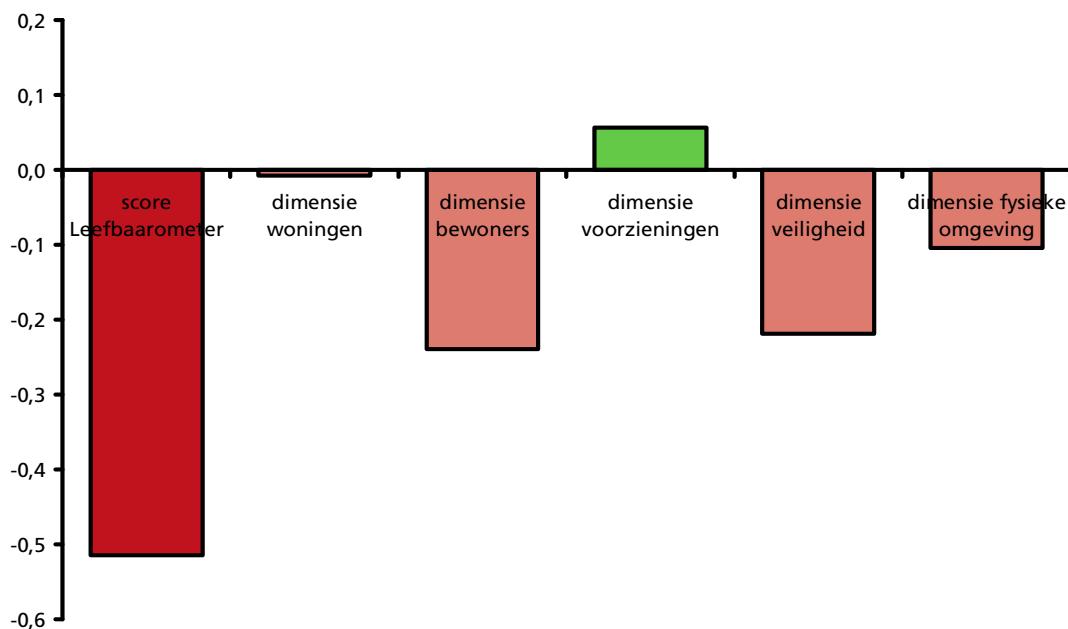 0,2
0,1
0,0
-0,1
-0,2
-0,3
-0,4
-0,5
-0,6
score
Leefbaarometer
dimensie
woningen
dimensie
bewoners
dimensie
voorzieningen
dimensie
veiligheid
dimensie fysieke
omgeving